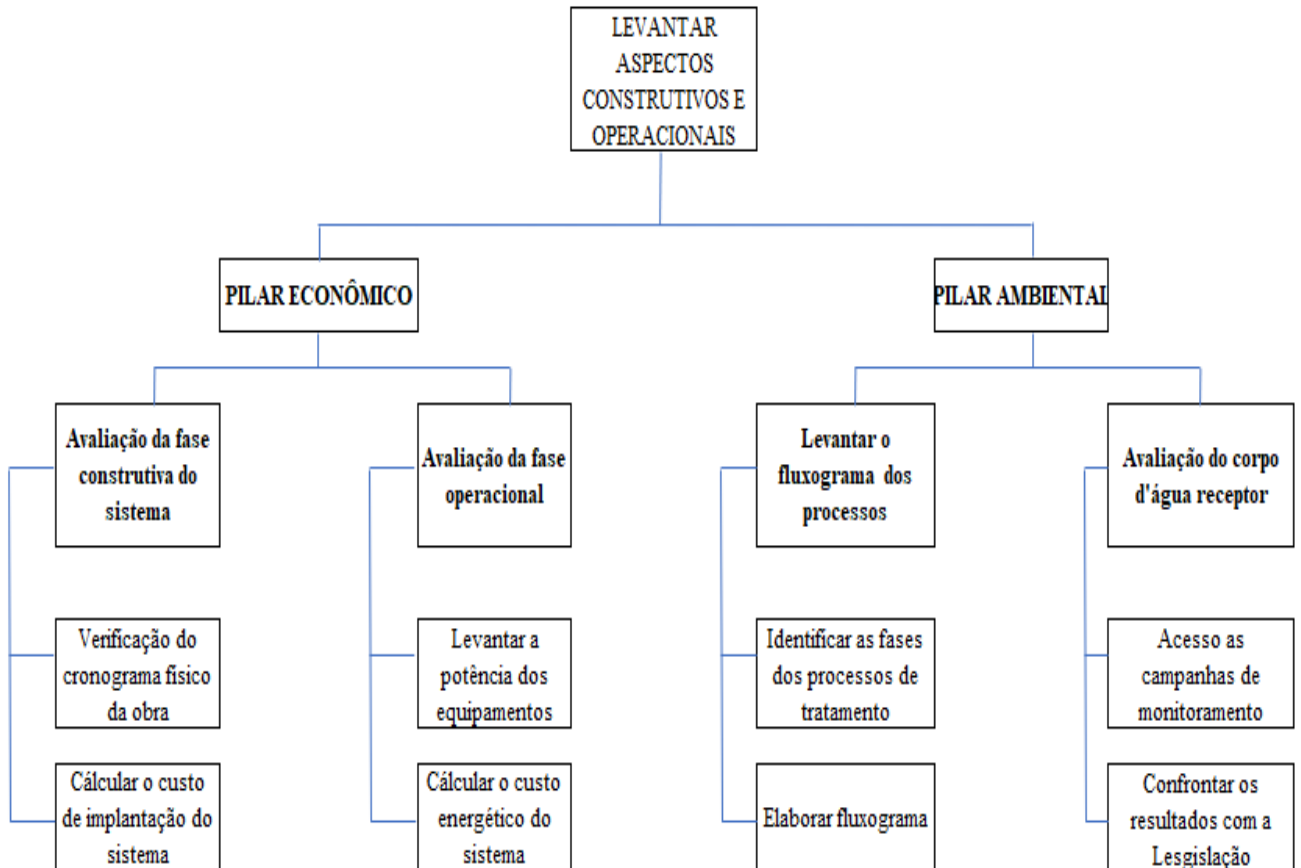 LEVANTAR
ASPECTOS
CONSTRUTIVOS E
OPERACIONAIS
PILAR ECONÔMICO
PILAR AMBIENTAL
Avaliação da fase
construtiva do
sistema
Avaliação da fase
operacional
Levantar o
fluxograma dos
processos
Avaliação do corpo
d'água receptor
Verificação do
cronograma físico
da obra
Levantar a
potência dos
equipamentos
Identificar as fases
dos processos de
tratamento
Acesso as
campanhas de
monitoramento
Cálcular o custo
de implantação do
sistema
Cálcular o custo
energético do
sistema
Elaborar fluxograma
Confrontar os
resultados com a
Lesgislação